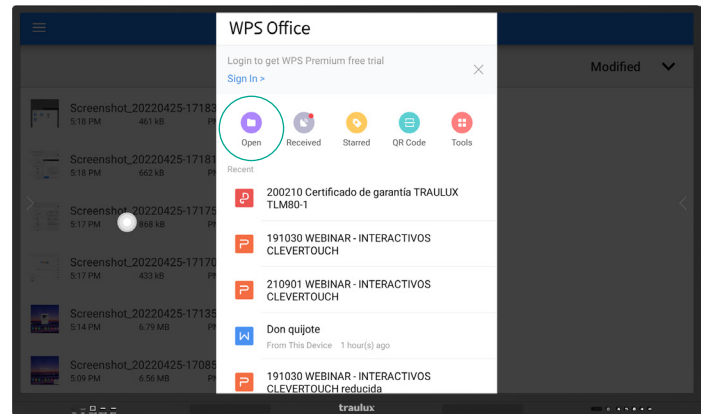 WPS Office
Login to get WPS Premium free trial
Sign In >
Modified
Open
Received
Starred
QR Code
Tools
Recent
200210 Certificado de garantía TRAULUX
TLM80-1
191030 WEBINAR - INTERACTIVOS
CLEVERTOUCH
210901 WEBINAR - INTERACTIVOS
CLEVERTOUCH
Don quijote
From This Device 1 hour(s) ago
191030 WEBINAR - INTERACTIVOS
CLEVERTOUCH reducida
Screenshot_20220425-17183
5:18 PM 461 kB
Screenshot_20220425-17181
5:18 PM 662 kB
Screenshot_20220425-17175
5:17 PM 868 kB
Screenshot_20220425-17170
5:17 PM 433 kB
Screenshot_20220425-17135
5:14 PM 6.79 MB
Screenshot_20220425-17085
5:09 PM 6.56 MB
traulux